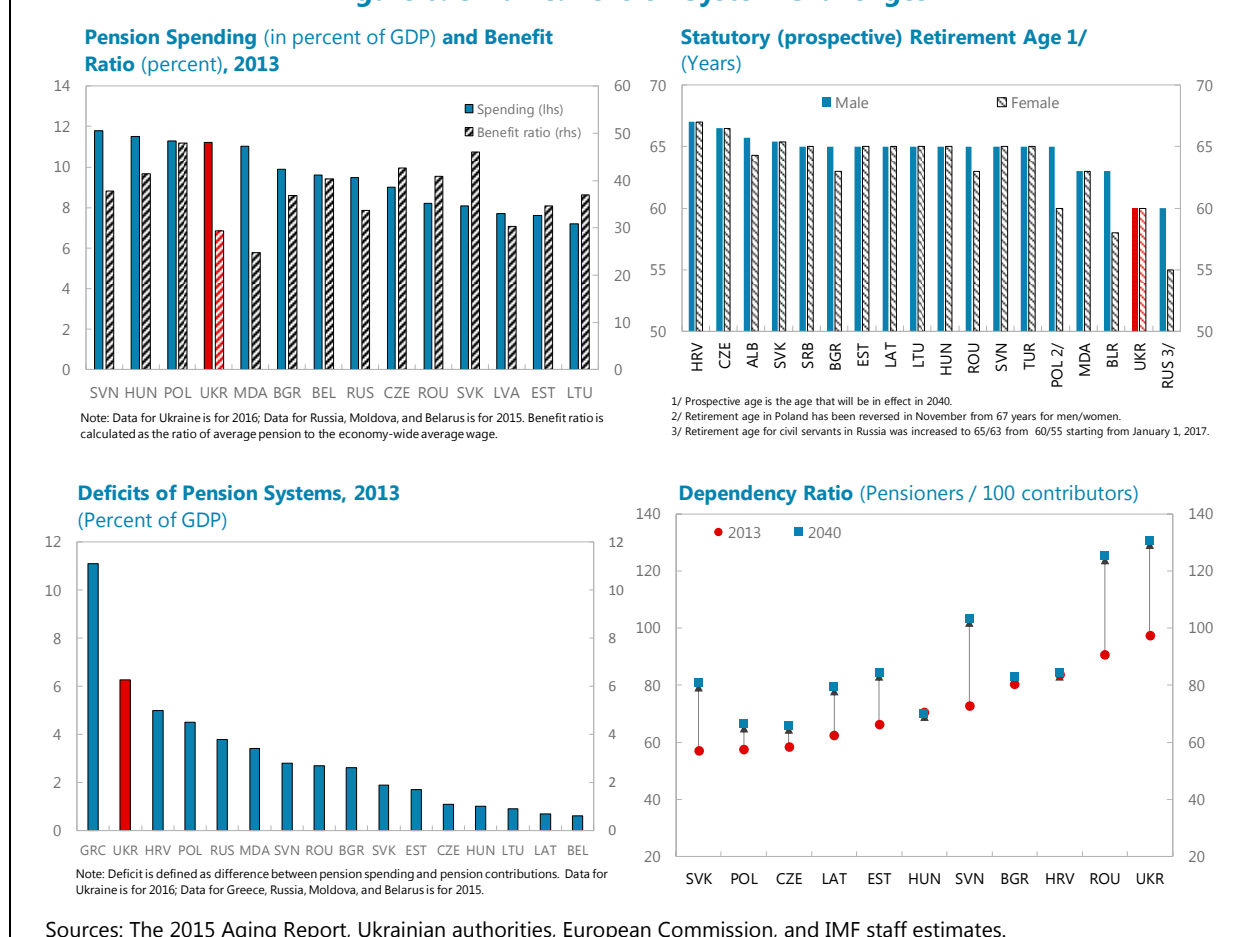 Pension Spending (in percent of GDP) and Benefit
Ratio (percent), 2013
14
12
10
8
6
4
2
0
60
50
40
30
20
10
0
Spending (lhs)
Benefit ratio (rhs)
SVN HUN POL UKR MDA BGR BEL RUS CZE ROU SVK LVA EST LTU
Note: Data for Ukraine is for 2016; Data for Russia, Moldova, and Belarus is for 2015. Benefit ratio is
calculated as the ratio of average pension to the economy-wide average wage.
Statutory (prospective) Retirement Age 1/
(Years)
70
65
60
55
50
70
65
60
55
50
Male
Female
HRV
CZE
ALB
SVK
SRB
BGR
EST
LAT
LTU
HUN
ROU
SVN
TUR
POL 2/
MDA
BLR
UKR
RUS 3/
1/ Prospective age is the age that will be in effect in 2040.
2/ Retirement age in Poland has been reversed in November from 67 years for men/women.
3/ Retirement age for civil servants in Russia was increased to 65/63 from 60/55 starting from January 1, 2017.
Deficits of Pension Systems, 2013
(Percent of GDP)
12
10
8
6
4
2
0
12
10
8
6
4
2
0
GRC UKR HRV POL RUS MDA SVN ROU BGR SVK EST CZE HUN LTU LAT BEL
Note: Deficit is defined as difference between pension spending and pension contributions. Data for
Ukraine is for 2016; Data for Greece, Russia, Moldova, and Belarus is for 2015.
Dependency Ratio (Pensioners / 100 contributors)
140
120
100
80
60
40
20
140
120
100
80
60
40
20
2013
2040
SVK POL CZE LAT EST HUN SVN BGR HRV ROU UKR
Sources: The 2015 Aging Report, Ukrainian authorities, European Commission, and IMF staff estimates.